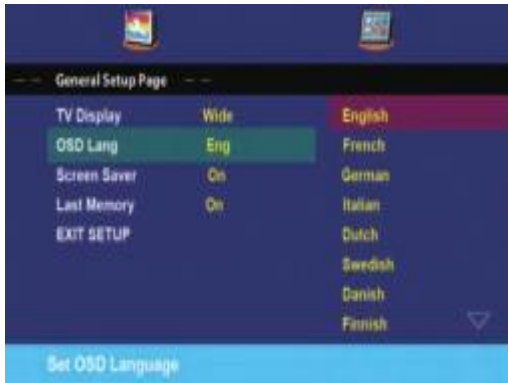 -- -- General Setup Page -- --
TV Display Wide English
OSD Lang Eng French
Screen Saver On German
Last Memory On Italian
EXIT SETUP Dutch
Swedish
Danish
Finnish
Set OSD Language